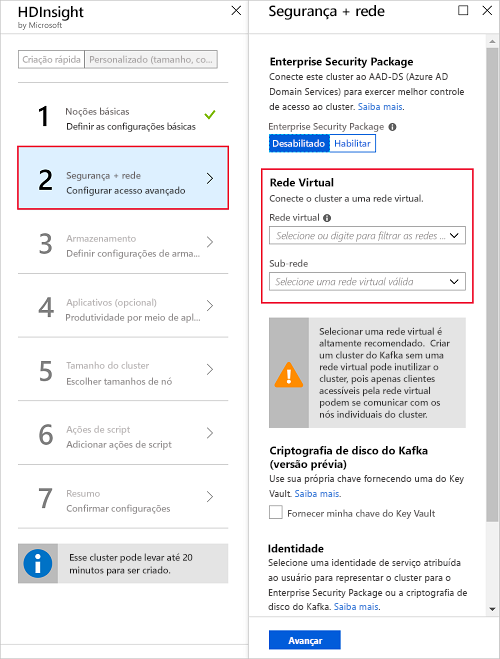 HDInsight
by Microsoft
Criação rápida
Personalizado (tamanho, co...
1
Noções básicas
Definir as configurações básicas
2
Segurança + rede
Configurar acesso avançado
3
Armazenamento
Definir configurações de arma...
4
Aplicativos (opcional)
Produtividade por meio de apl...
5
Tamanho do cluster
Escolher tamanhos de nó
6
Ações de script
Adicionar ações de script
7
Resumo
Confirmar configurações
Esse cluster pode levar até 20
minutos para ser criado.
Segurança + rede
Enterprise Security Package
Conecte este cluster ao AAD-DS (Azure AD
Domain Services) para exercer melhor controle
de acesso ao cluster. Saiba mais.
Enterprise Security Package
Desabilitado Habilitar
Rede Virtual
Conecte o cluster a uma rede virtual.
Rede virtual
Selecione ou digite para filtrar as redes ...
Sub-rede
Selecione uma rede virtual válida
Selecionar uma rede virtual é
altamente recomendado. Criar
um cluster do Kafka sem uma
rede virtual pode inutilizar o
cluster, pois apenas clientes
acessíveis pela rede virtual
podem se comunicar com os
nós individuais do cluster.
Criptografia de disco do Kafka
(versão prévia)
Use sua própria chave fornecendo uma do Key
Vault. Saiba mais.
Fornecer minha chave do Key Vault
Identidade
Selecione uma identidade de serviço atribuída
ao usuário para representar o cluster para o
Enterprise Security Package ou a criptografia de
disco do Kafka. Saiba mais.
Avançar